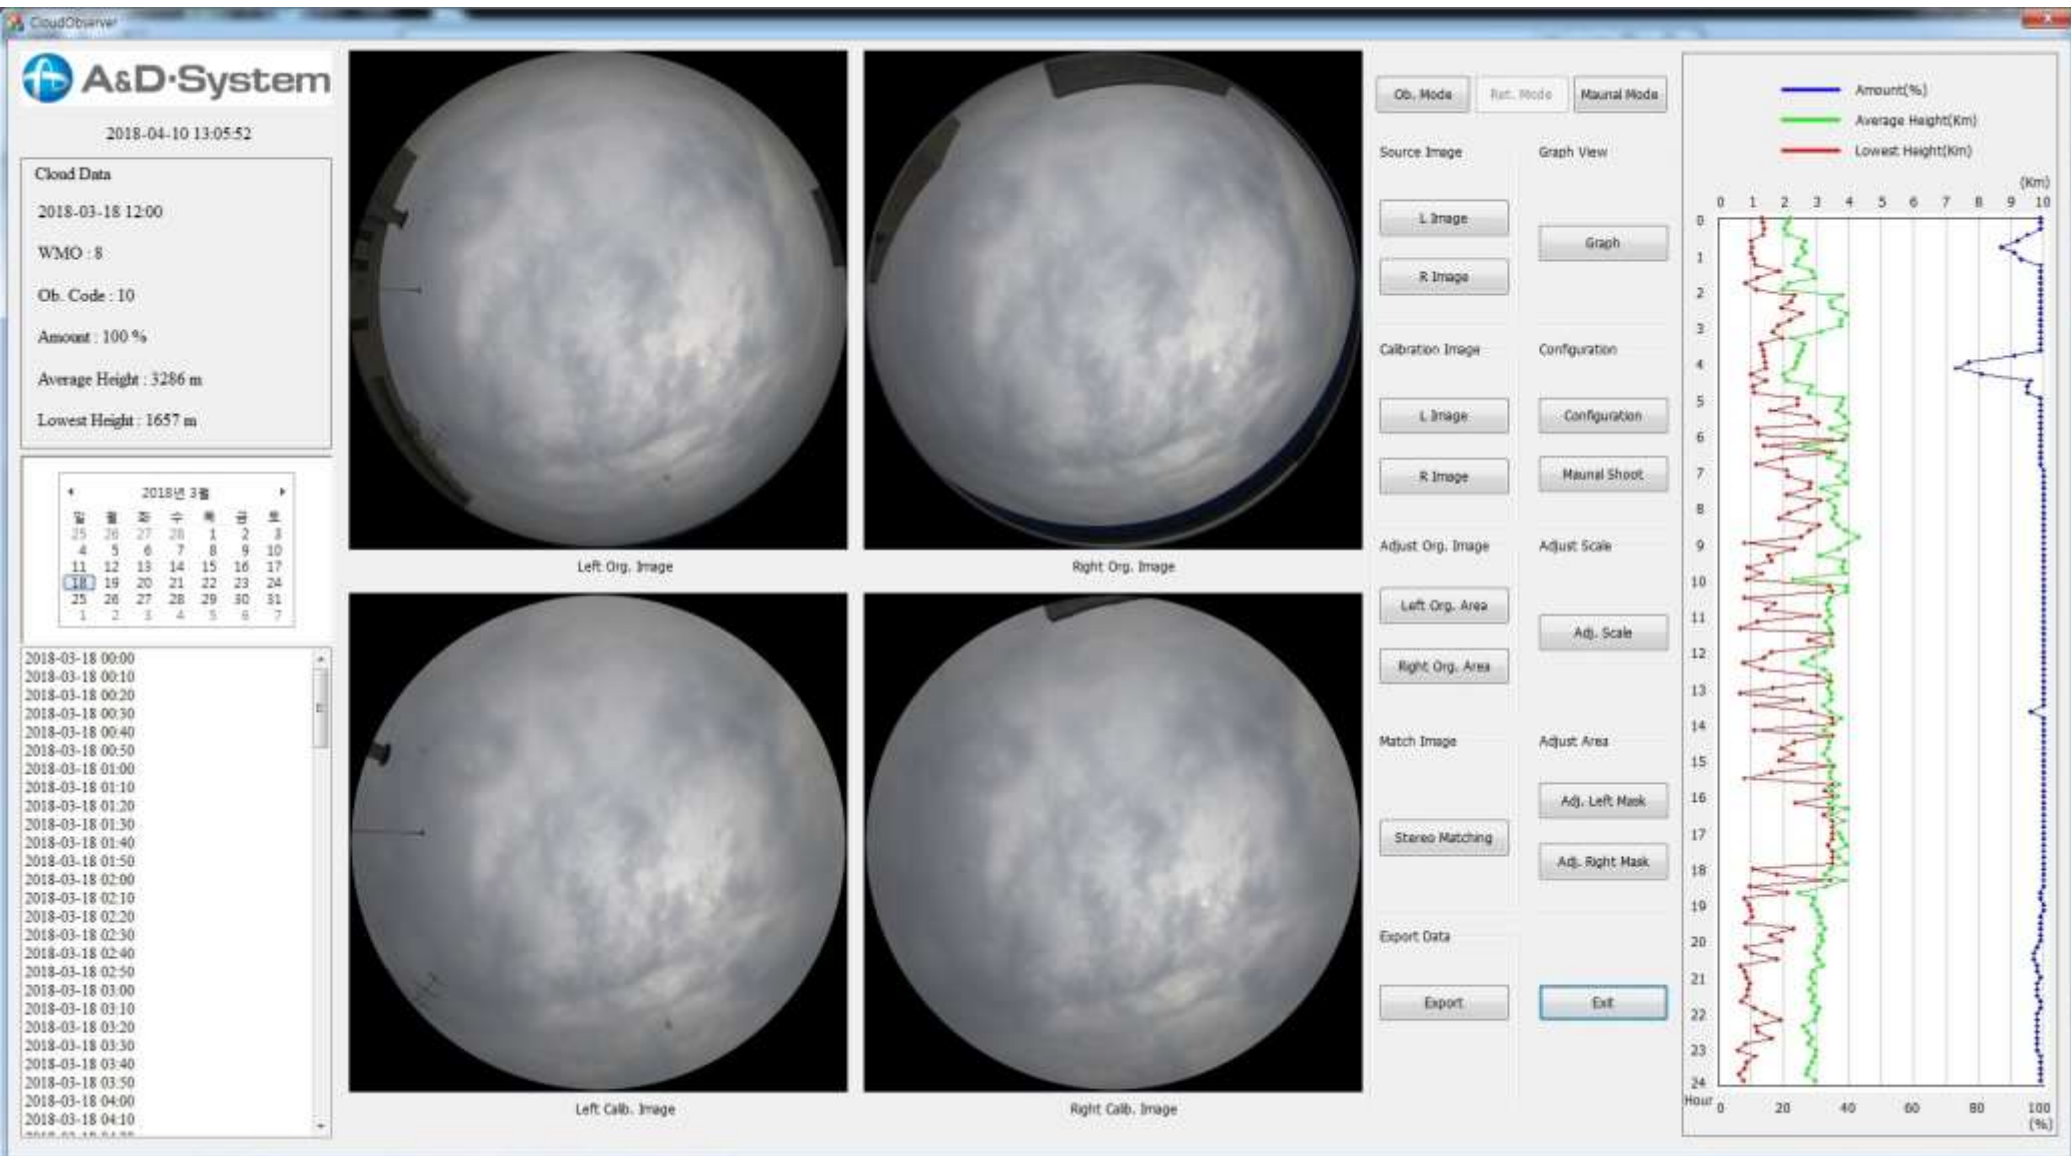 CloudObserver
A&D·System
2018-04-10 13:05:52
Cloud Data
2018-03-18 12:00
WMO : 8
Ob. Code : 10
Amount : 100 %
Average Height : 3286 m
Lowest Height : 1657 m
2018년 3월
일 월 화 수 목 금 토
25 26 27 28 1 2 3
4 5 6 7 8 9 10
11 12 13 14 15 16 17
18 19 20 21 22 23 24
25 26 27 28 29 30 31
1 2 3 4 5 6 7
2018-03-18 00:00
2018-03-18 00:10
2018-03-18 00:20
2018-03-18 00:30
2018-03-18 00:40
2018-03-18 00:50
2018-03-18 01:00
2018-03-18 01:10
2018-03-18 01:20
2018-03-18 01:30
2018-03-18 01:40
2018-03-18 01:50
2018-03-18 02:00
2018-03-18 02:10
2018-03-18 02:20
2018-03-18 02:30
2018-03-18 02:40
2018-03-18 02:50
2018-03-18 03:00
2018-03-18 03:10
2018-03-18 03:20
2018-03-18 03:30
2018-03-18 03:40
2018-03-18 03:50
2018-03-18 04:00
2018-03-18 04:10
Left Org. Image
Right Org. Image
Left Calib. Image
Right Calib. Image
Ob. Mode
Ret. Mode
Maunal Mode
Source Image
Graph View
L Image
Graph
R Image
Calibration Image
Configuration
L Image
Configuration
R Image
Maunal Shoot
Adjust Org. Image
Adjust Scale
Left Org. Area
Adj. Scale
Right Org. Area
Match Image
Adjust Area
Adj. Left Mask
Stereo Matching
Adj. Right Mask
Export Data
Export
Exit
Amount(%)
Average Height(Km)
Lowest Height(Km)
(Km)
0 1 2 3 4 5 6 7 8 9 10
0
1
2
3
4
5
6
7
8
9
10
11
12
13
14
15
16
17
18
19
20
21
22
23
24
Hour
0 20 40 60 80 100
(%)